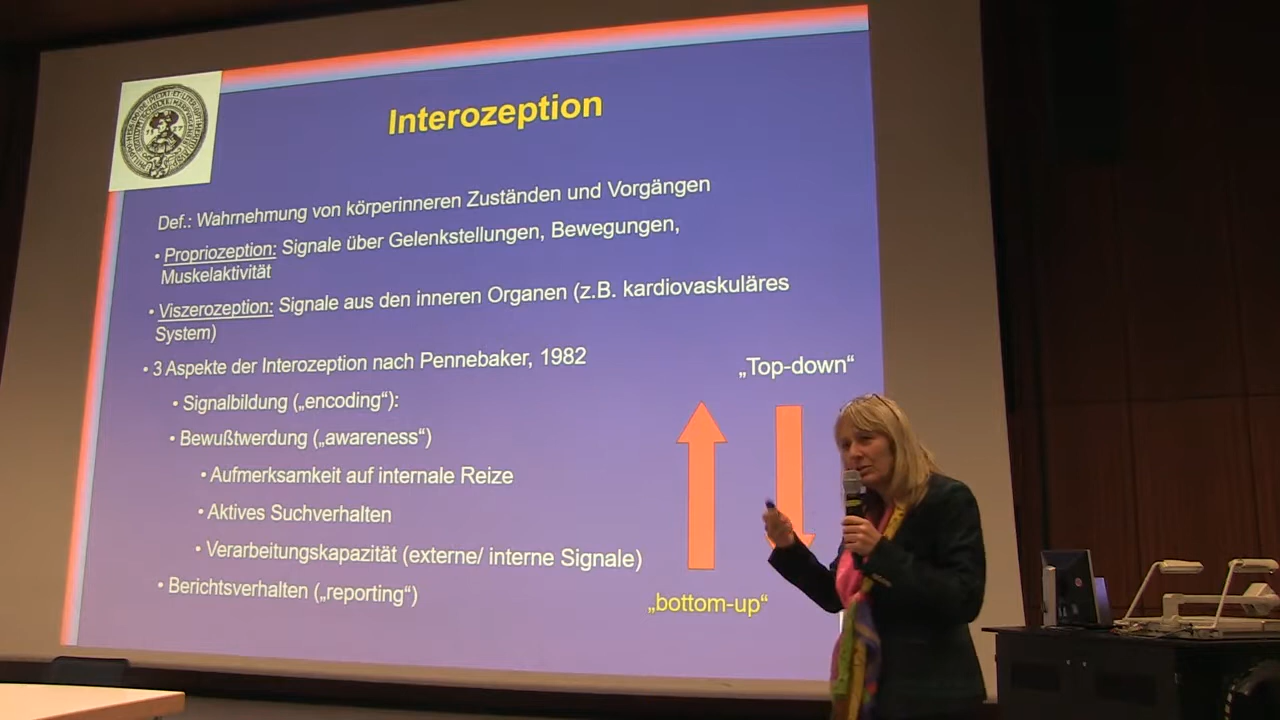 Interozeption
Def.: Wahrnehmung von körperinneren Zuständen und Vorgängen
• Propriozeption: Signale über Gelenkstellungen, Bewegungen,
Muskelaktivität
• Viszerozeption: Signale aus den inneren Organen (z.B. kardiovaskuläres
System)
• 3 Aspekte der Interozeption nach Pennebaker, 1982
„Top-down“
• Signalbildung („encoding“):
• Bewußtwerdung („awareness“)
• Aufmerksamkeit auf internale Reize
• Aktives Suchverhalten
• Verarbeitungskapazität (externe/ interne Signale)
• Berichtsverhalten („reporting“)
„bottom-up“